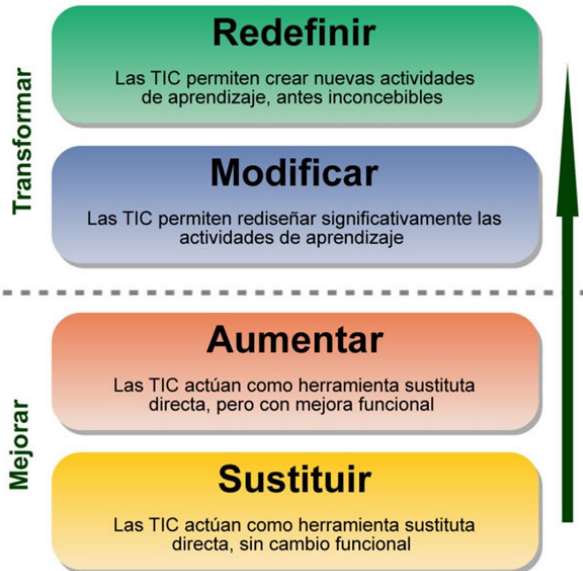 Transformar
Redefinir
Las TIC permiten crear nuevas actividades
de aprendizaje, antes inconcebibles
Modificar
Las TIC permiten rediseñar significativamente las
actividades de aprendizaje
Mejorar
Aumentar
Las TIC actúan como herramienta sustituta
directa, pero con mejora funcional
Sustituir
Las TIC actúan como herramienta sustituta
directa, sin cambio funcional